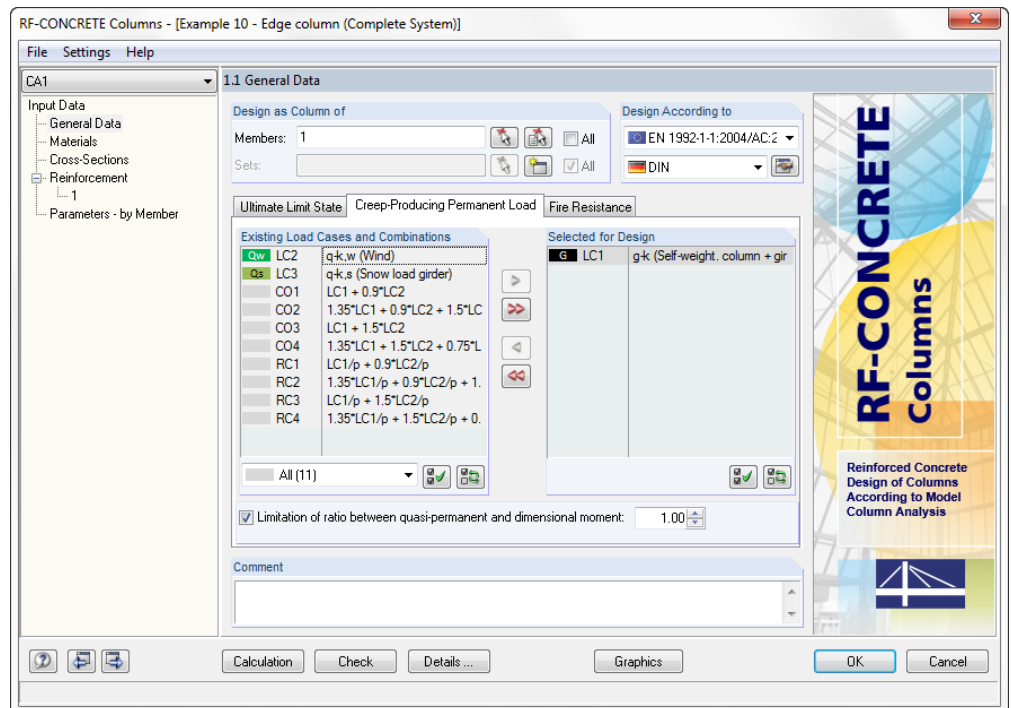 RF-CONCRETE Columns - [Example 10 - Edge column (Complete System)]
File Settings Help
CA1
1.1 General Data
Input Data
General Data
Materials
Cross-Sections
Reinforcement
1
Parameters - by Member
Design as Column of
Members: 1
All
Sets:
All
Design According to
EN 1992-1-1:2004/AC:2
DIN
Ultimate Limit State
Creep-Producing Permanent Load
Fire Resistance
Existing Load Cases and Combinations
Qw LC2 q-k,w (Wind)
Qs LC3 q-k,s (Snow load girder)
CO1 LC1 + 0.9*LC2
CO2 1.35*LC1 + 0.9*LC2 + 1.5*LC
CO3 LC1 + 1.5*LC2
CO4 1.35*LC1 + 1.5*LC2 + 0.75*L
RC1 LC1/p + 0.9*LC2/p
RC2 1.35*LC1/p + 0.9*LC2/p + 1.
RC3 LC1/p + 1.5*LC2/p
RC4 1.35*LC1/p + 1.5*LC2/p + 0.
All (11)
Selected for Design
G LC1 g-k (Self-weight. column + gir
Limitation of ratio between quasi-permanent and dimensional moment: 1.00
Comment
RF-CONCRETE
Columns
Reinforced Concrete
Design of Columns
According to Model
Column Analysis
Calculation
Check
Details ...
Graphics
OK
Cancel